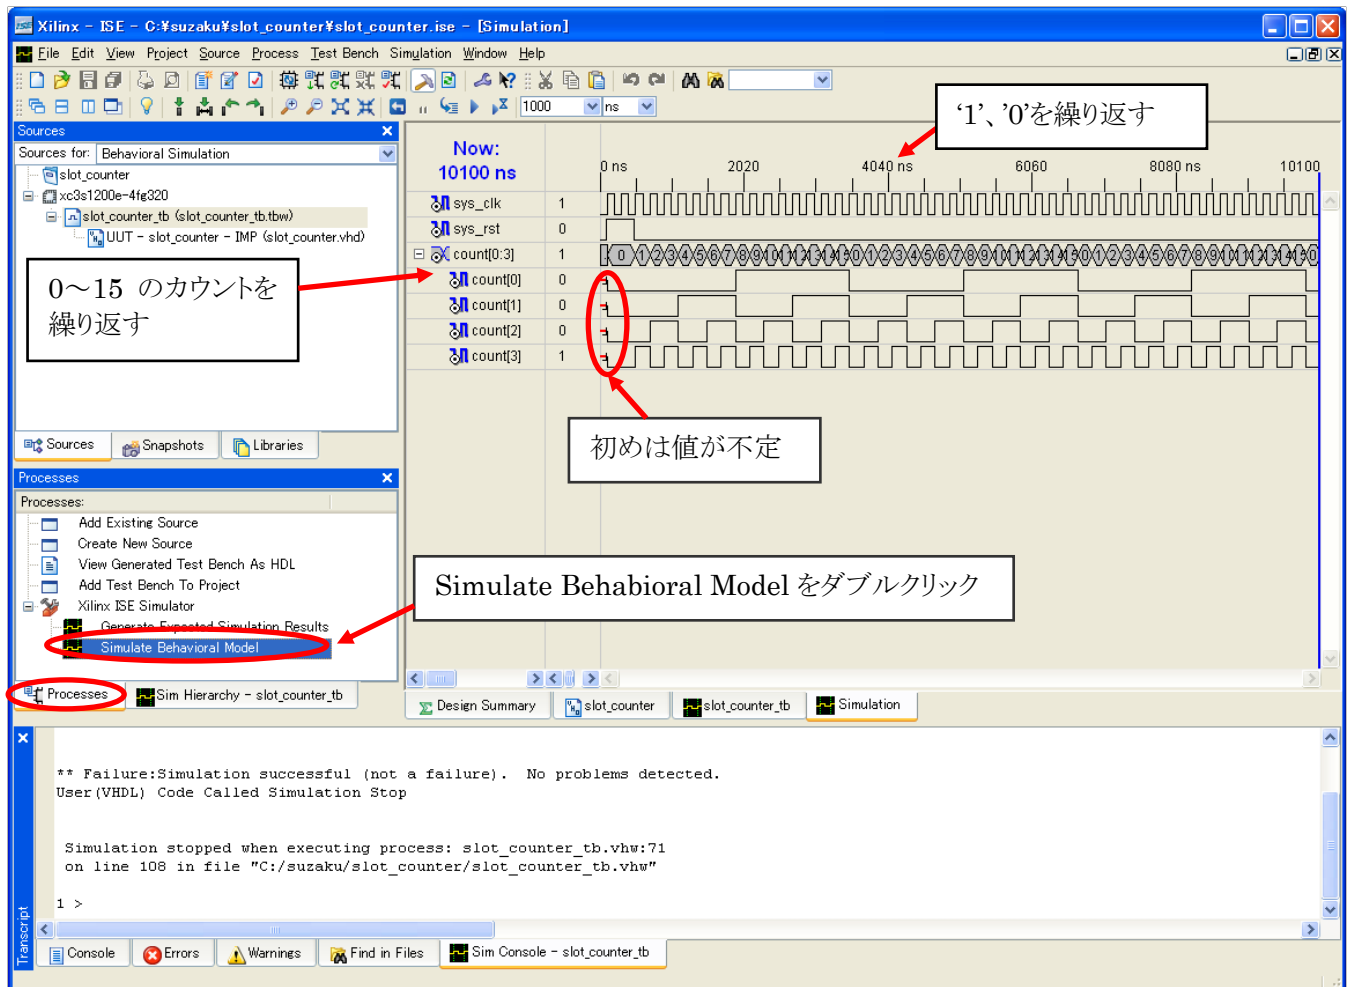 Xilinx - ISE - C:¥suzaku¥slot_counter¥slot_counter.ise - [Simulation]
File Edit View Project Source Process Test Bench Simulation Window Help
1000 ns
Sources
Sources for: Behavioral Simulation
slot_counter
xc3s1200e-4fg320
slot_counter_tb (slot_counter_tb.tbw)
UUT - slot_counter - IMP (slot_counter.vhd)
0～15 のカウントを
繰り返す
Sources Snapshots Libraries
'1'、'0'を繰り返す
Now:
10100 ns
0 ns 2020 4040 ns 6060 8080 ns 10100
sys_clk 1
sys_rst 0
count[0:3] 1
count[0] 0
count[1] 0
count[2] 0
count[3] 1
初めは値が不定
Processes
Processes:
Add Existing Source
Create New Source
View Generated Test Bench As HDL
Add Test Bench To Project
Xilinx ISE Simulator
Generate Expected Simulation Results
Simulate Behavioral Model
Simulate Behabioral Model をダブルクリック
Processes Sim Hierarchy - slot_counter_tb
Design Summary slot_counter slot_counter_tb Simulation
** Failure:Simulation successful (not a failure). No problems detected.
User(VHDL) Code Called Simulation Stop
Simulation stopped when executing process: slot_counter_tb.vhw:71
on line 108 in file "C:/suzaku/slot_counter/slot_counter_tb.vhw"
1 >
Transcript
Console Errors Warnings Find in Files Sim Console - slot_counter_tb